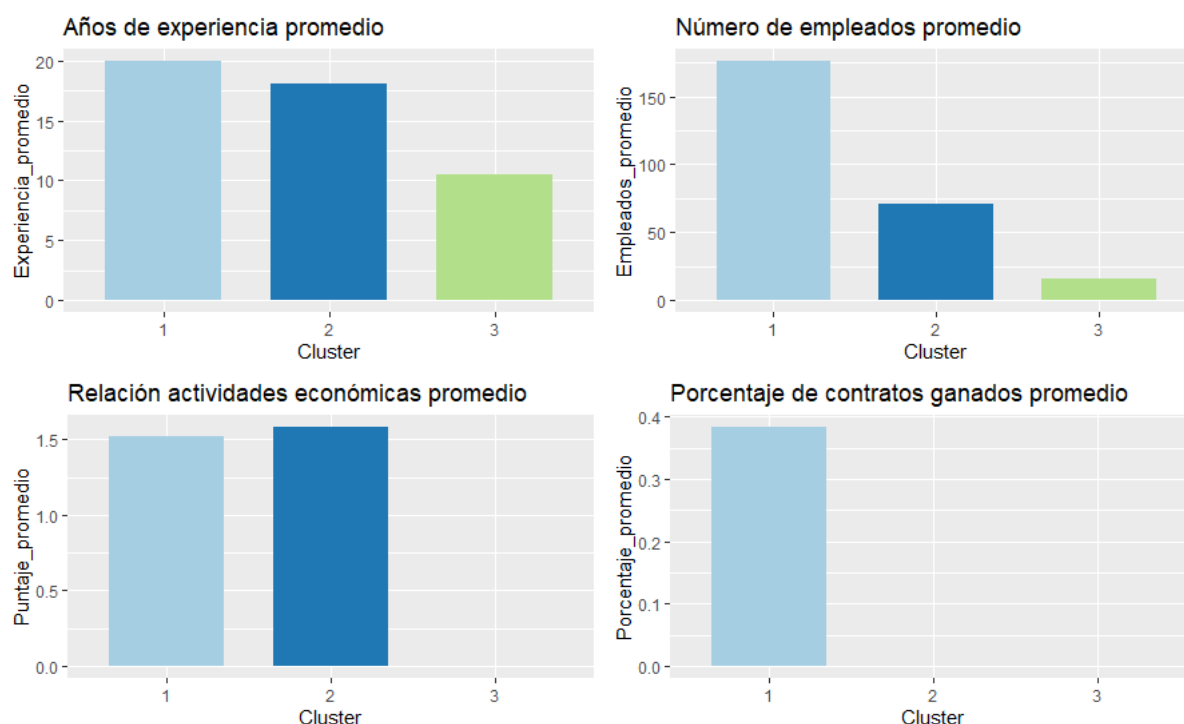 Años de experiencia promedio
Experiencia_promedio
20
15
10
5
0
1 2 3
Cluster
Número de empleados promedio
Empleados_promedio
150
100
50
0
1 2 3
Cluster
Relación actividades económicas promedio
Puntaje_promedio
1.5
1.0
0.5
0.0
1 2 3
Cluster
Porcentaje de contratos ganados promedio
Porcentaje_promedio
0.4
0.3
0.2
0.1
0.0
1 2 3
Cluster